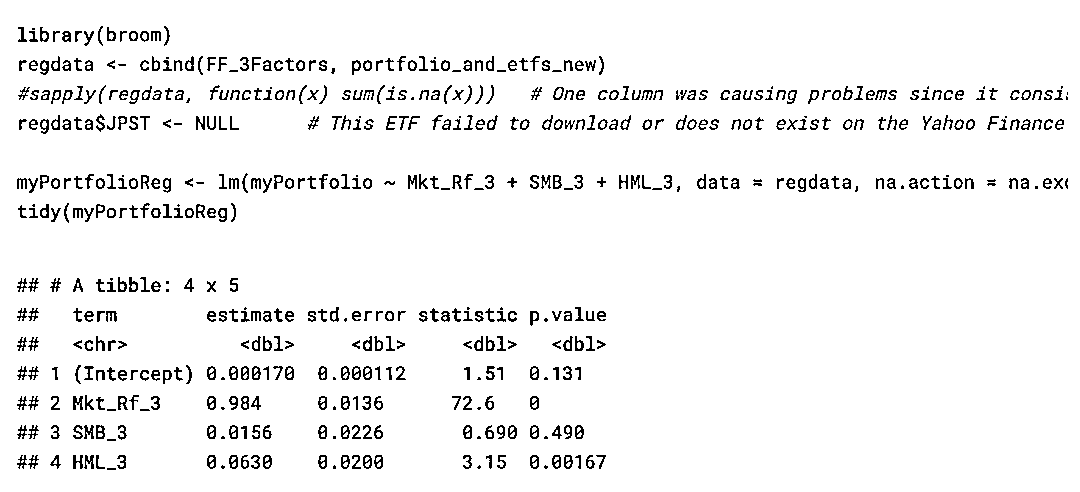 library(broom)
regdata <- cbind(FF_3Factors, portfolio_and_etfs_new)
#sapply(regdata, function(x) sum(is.na(x)))   # One column was causing problems since it consis
regdata$JPST <- NULL      # This ETF failed to download or does not exist on the Yahoo Finance
myPortfolioReg <- lm(myPortfolio ~ Mkt_Rf_3 + SMB_3 + HML_3, data = regdata, na.action = na.exc
tidy(myPortfolioReg)
## # A tibble: 4 x 5
##   term        estimate std.error statistic p.value
##   <chr>          <dbl>     <dbl>     <dbl>   <dbl>
## 1 (Intercept) 0.000170  0.000112     1.51  0.131
## 2 Mkt_Rf_3    0.984     0.0136      72.6   0
## 3 SMB_3       0.0156    0.0226       0.690 0.490
## 4 HML_3       0.0630    0.0200       3.15  0.00167